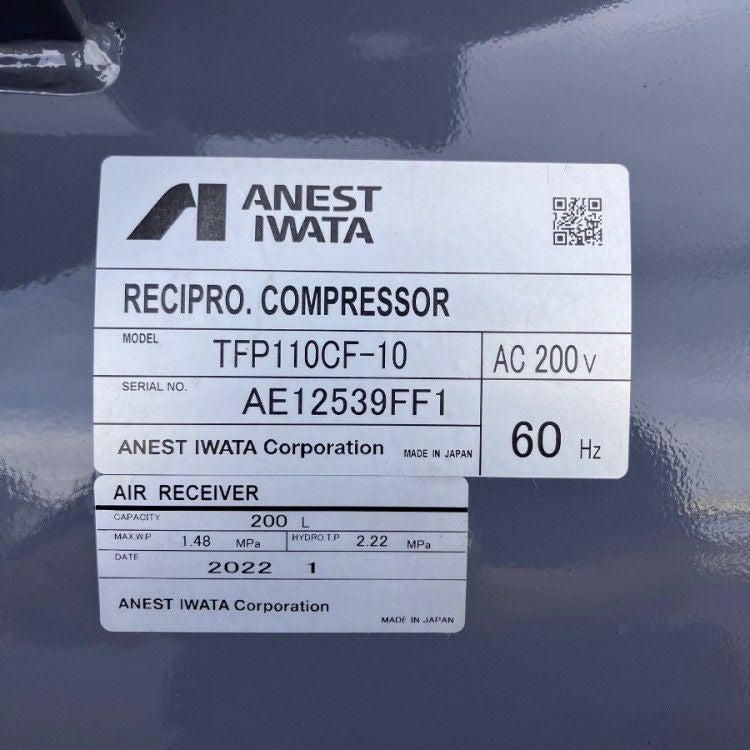 ANEST
IWATA
RECIPRO. COMPRESSOR
MODEL TFP110CF-10 AC 200 V
SERIAL NO. AE12539FF1
60 Hz
ANEST IWATA Corporation MADE IN JAPAN
AIR RECEIVER
CAPACITY 200 L
MAX.W.P 1.48 MPa HYDRO.T.P 2.22 MPa
DATE 2022 1
ANEST IWATA Corporation
MADE IN JAPAN